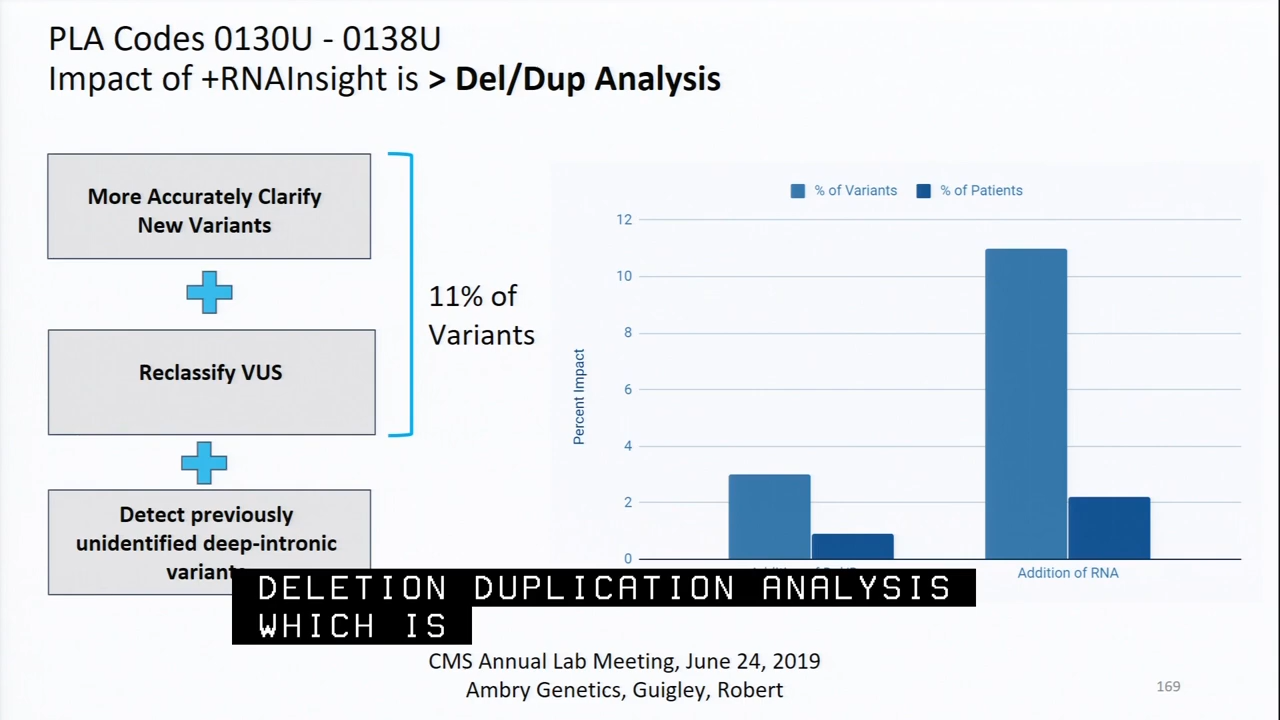 PLA Codes 0130U - 0138U
Impact of +RNAInsight is > Del/Dup Analysis
More Accurately Clarify
New Variants
Reclassify VUS
Detect previously
unidentified deep-intronic
11% of
Variants
% of Variants
% of Patients
Percent Impact
12
10
8
6
4
2
0
Addition of RNA
DELETION DUPLICATION ANALYSIS
WHICH IS
CMS Annual Lab Meeting, June 24, 2019
Ambry Genetics, Guigley, Robert
169